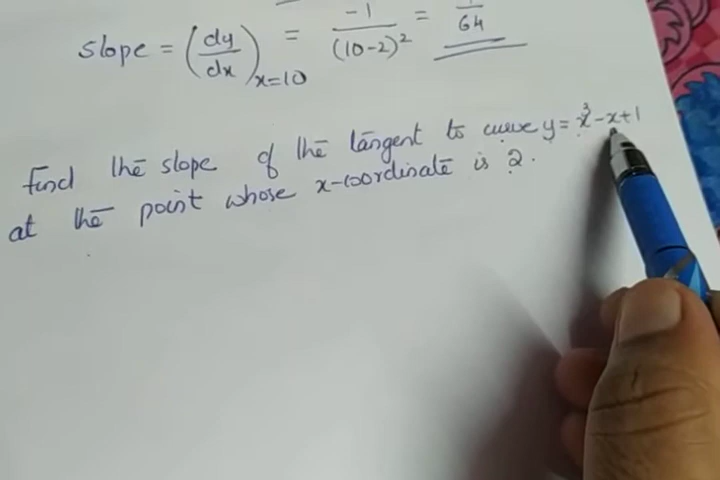 slope = (dy/dx)x=10 = -1/(10-2)² = 1/64
Find the slope of the tangent to curve y = x³-x+1
at the point whose x-coordinate is 2.